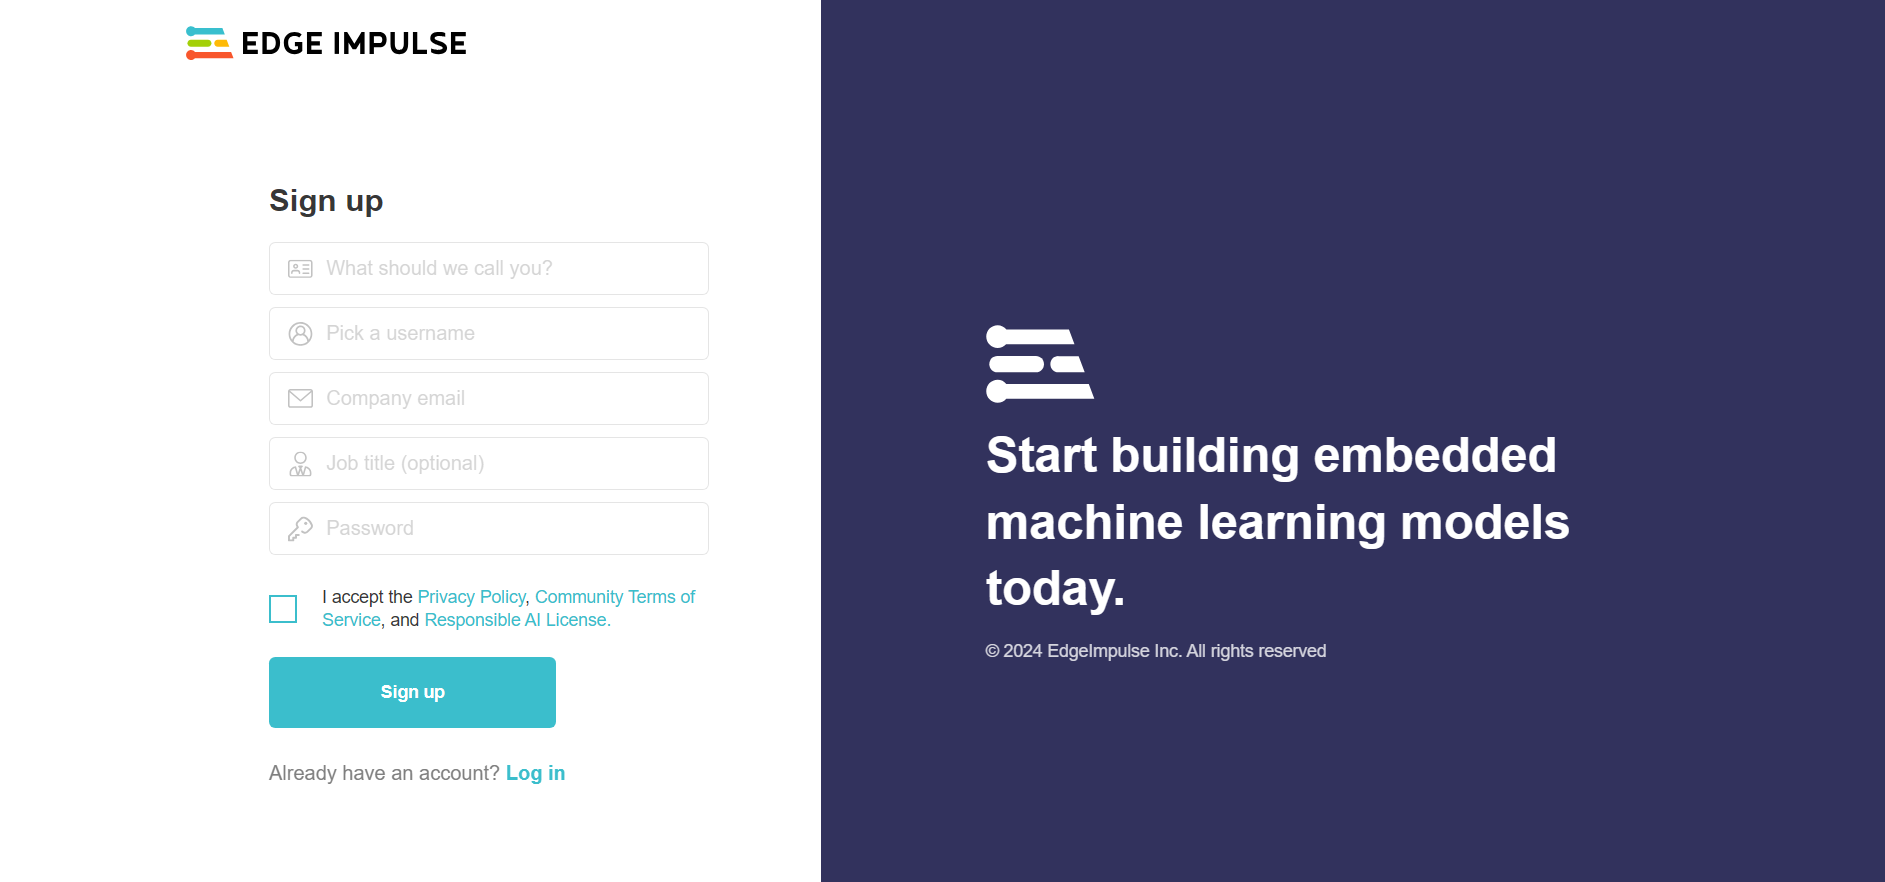 EDGE IMPULSE
Sign up
What should we call you?
Pick a username
Company email
Job title (optional)
Password
I accept the Privacy Policy, Community Terms of
Service, and Responsible AI License.
Sign up
Already have an account? Log in
Start building embedded
machine learning models
today.
© 2024 EdgeImpulse Inc. All rights reserved